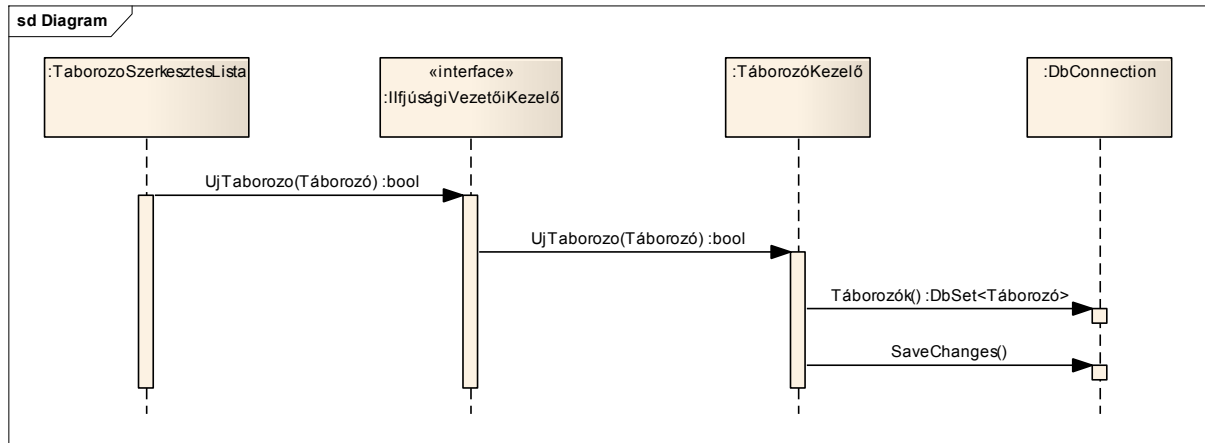 sd Diagram
:TaborozoSzerkesztesLista
«interface»
:IIfjúságiVezetőiKezelő
:TáborozóKezelő
:DbConnection
UjTaborozo(Táborozó) :bool
UjTaborozo(Táborozó) :bool
Táborozók() :DbSet<Táborozó>
SaveChanges()